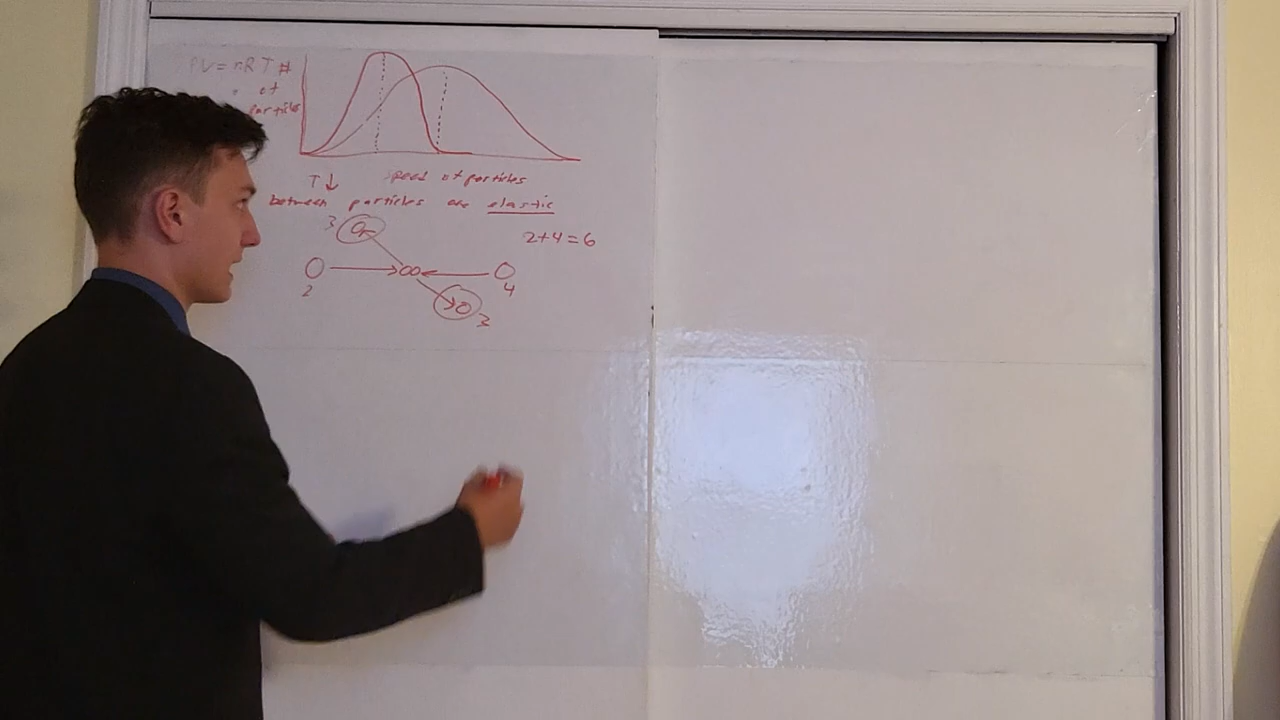 PV = nRT #
of
particles
T↓ speed of particles
between particles are elastic
3
2+4=6
2
4
3